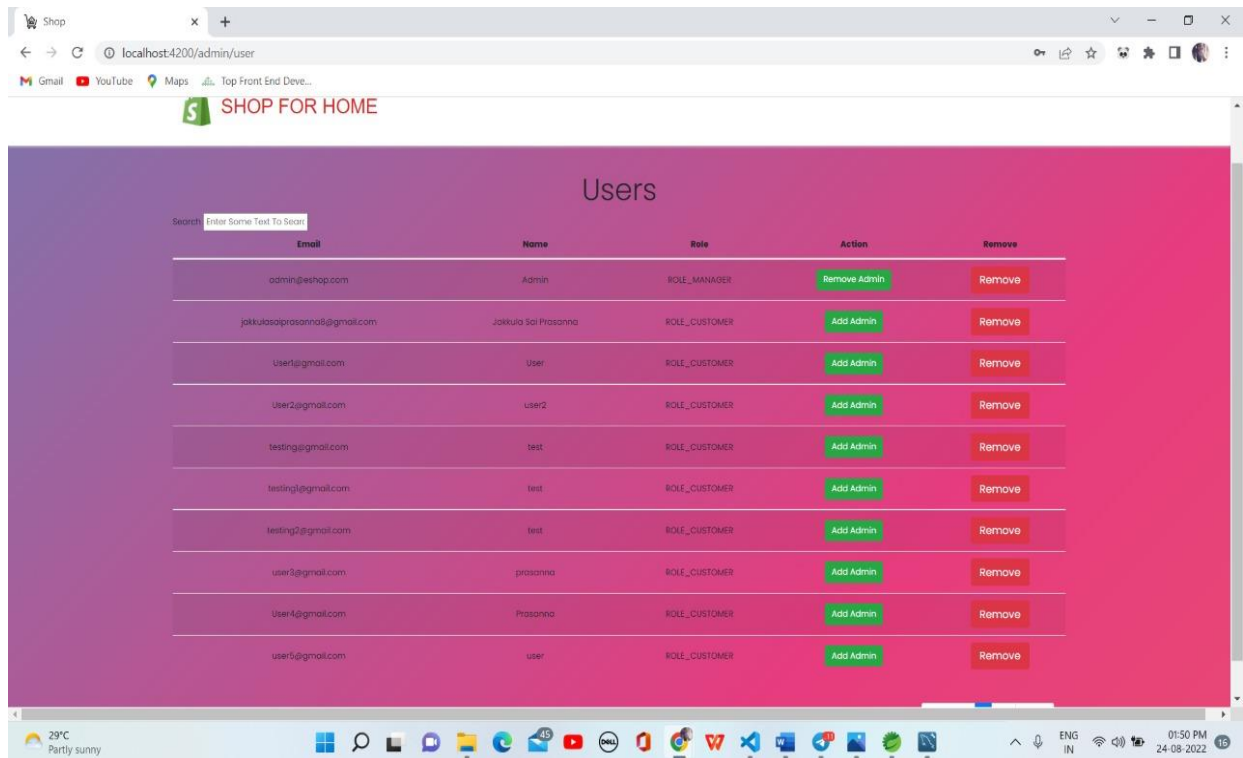 Shop
localhost:4200/admin/user
Gmail YouTube Maps Top Front End Deve...
SHOP FOR HOME
Users
Search Enter Some Text To Searc
Email Name Role Action Remove
admin@eshop.com Admin ROLE_MANAGER Remove Admin Remove
jakkulasaiprasanna6@gmail.com Jakkula Sai Prasanna ROLE_CUSTOMER Add Admin Remove
User1@gmail.com User ROLE_CUSTOMER Add Admin Remove
User2@gmail.com user2 ROLE_CUSTOMER Add Admin Remove
testing@gmail.com test ROLE_CUSTOMER Add Admin Remove
testing1@gmail.com test ROLE_CUSTOMER Add Admin Remove
testing2@gmail.com test ROLE_CUSTOMER Add Admin Remove
user3@gmail.com prasanna ROLE_CUSTOMER Add Admin Remove
User4@gmail.com Prasanna ROLE_CUSTOMER Add Admin Remove
user5@gmail.com user ROLE_CUSTOMER Add Admin Remove
29°C
Partly sunny
45
DELL
ENG
IN
01:50 PM
24-08-2022
16